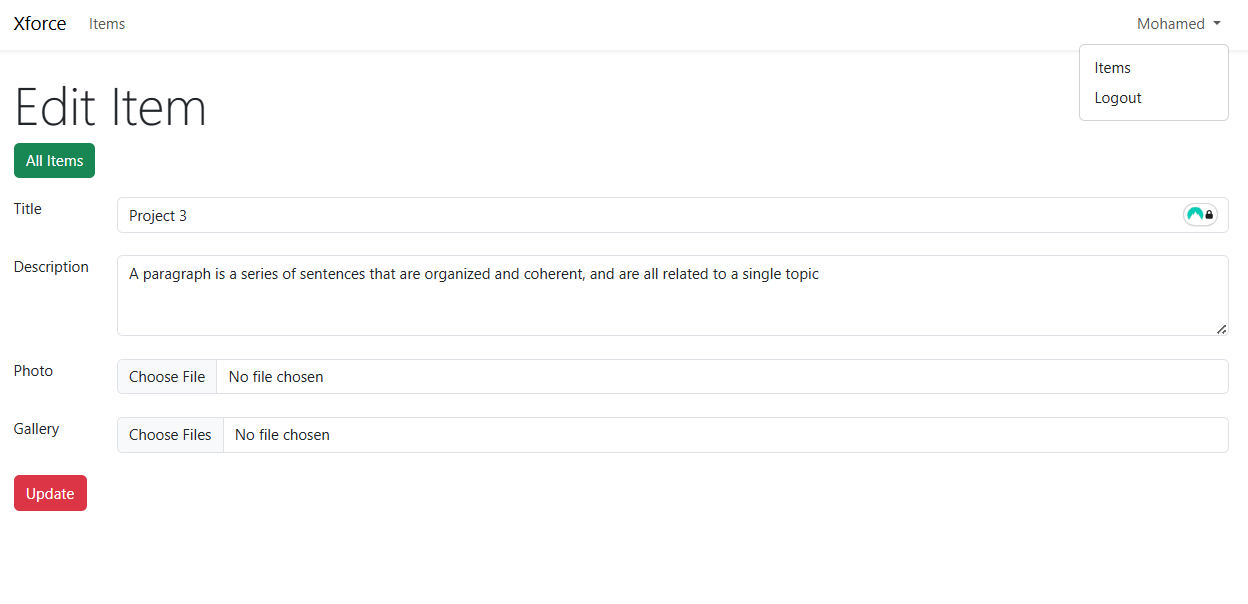 Xforce Items Mohamed
Items
Logout
Edit Item
All Items
Title Project 3
Description A paragraph is a series of sentences that are organized and coherent, and are all related to a single topic
Photo Choose File No file chosen
Gallery Choose Files No file chosen
Update